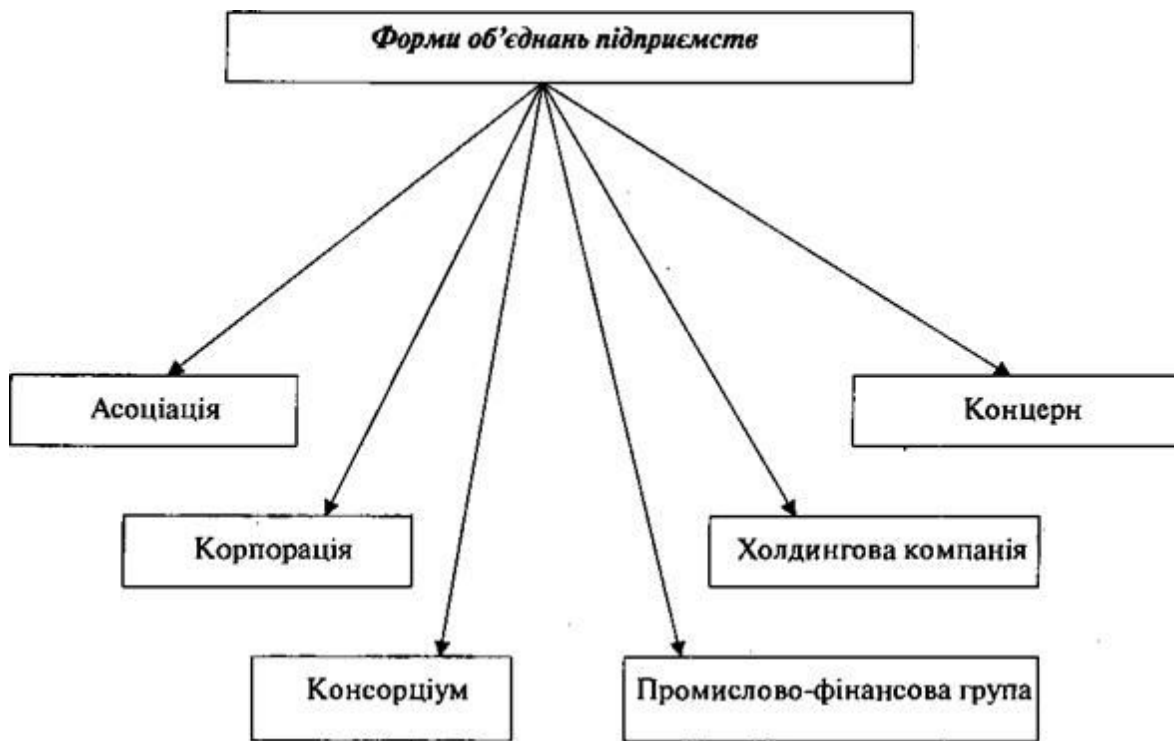 Форми об’єднань підприємств
Асоціація
Концерн
Корпорація
Холдингова компанія
Консорціум
Промислово-фінансова група